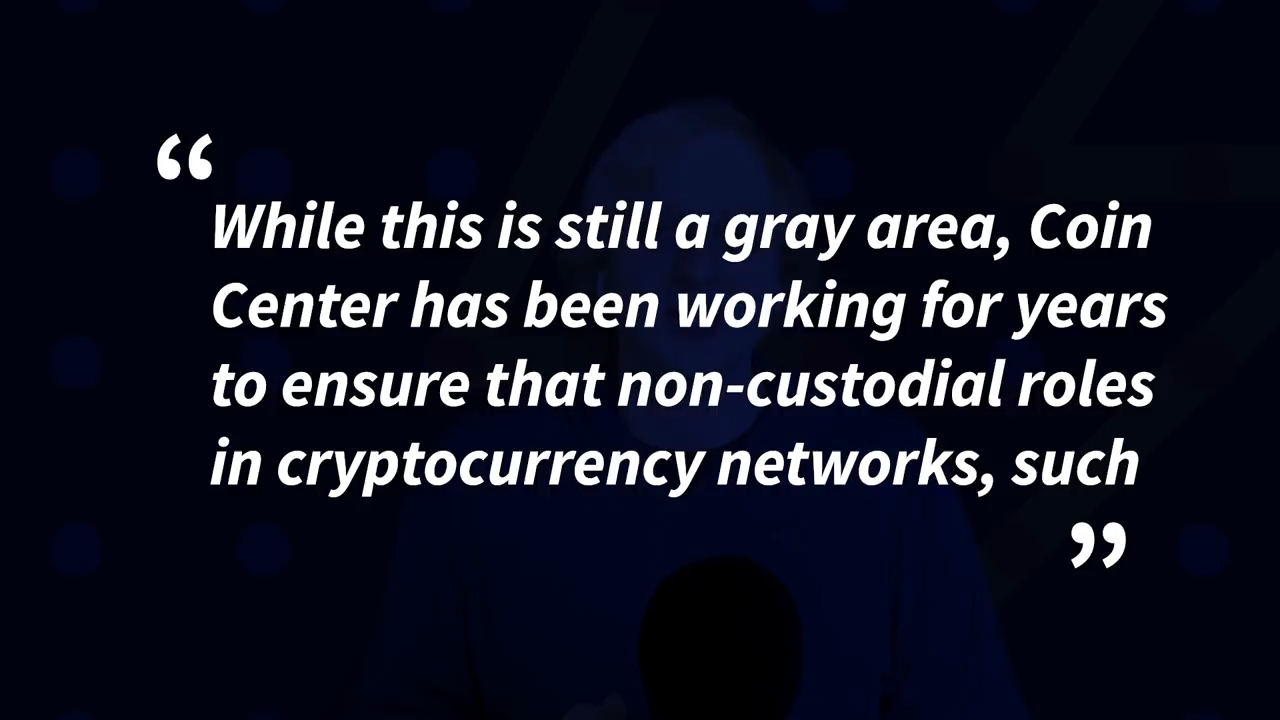 “
While this is still a gray area, Coin
Center has been working for years
to ensure that non-custodial roles
in cryptocurrency networks, such
”